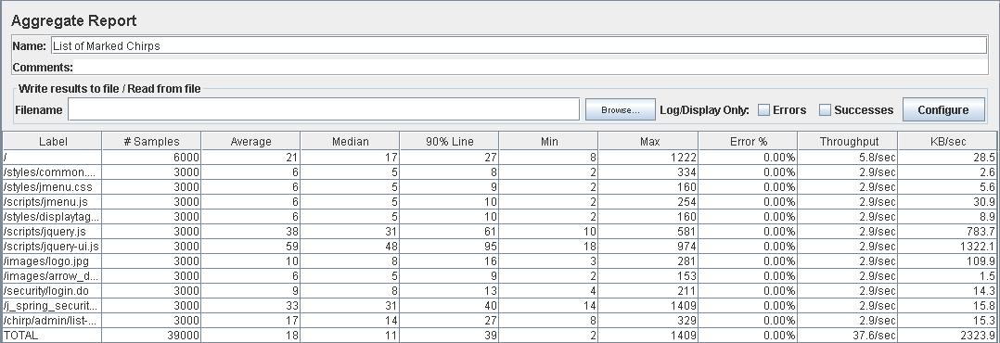 Aggregate Report
Name: List of Marked Chirps
Comments:
Write results to file / Read from file
Filename Browse... Log/Display Only: Errors Successes Configure
Label # Samples Average Median 90% Line Min Max Error % Throughput KB/sec
/ 6000 21 17 27 8 1222 0.00% 5.8/sec 28.5
/styles/common.... 3000 6 5 8 2 334 0.00% 2.9/sec 2.6
/styles/jmenu.css 3000 6 5 9 2 160 0.00% 2.9/sec 5.6
/scripts/jmenu.js 3000 6 5 10 2 254 0.00% 2.9/sec 30.9
/styles/displaytag... 3000 6 5 10 2 160 0.00% 2.9/sec 8.9
/scripts/jquery.js 3000 38 31 61 10 581 0.00% 2.9/sec 783.7
/scripts/jquery-ui.js 3000 59 48 95 18 974 0.00% 2.9/sec 1322.1
/images/logo.jpg 3000 10 8 16 3 281 0.00% 2.9/sec 109.9
/images/arrow_d... 3000 6 5 9 2 153 0.00% 2.9/sec 1.5
/security/login.do 3000 9 8 13 4 211 0.00% 2.9/sec 14.3
/j_spring_securit... 3000 33 31 40 14 1409 0.00% 2.9/sec 15.8
/chirp/admin/list-... 3000 17 14 27 8 329 0.00% 2.9/sec 15.3
TOTAL 39000 18 11 39 2 1409 0.00% 37.6/sec 2323.9